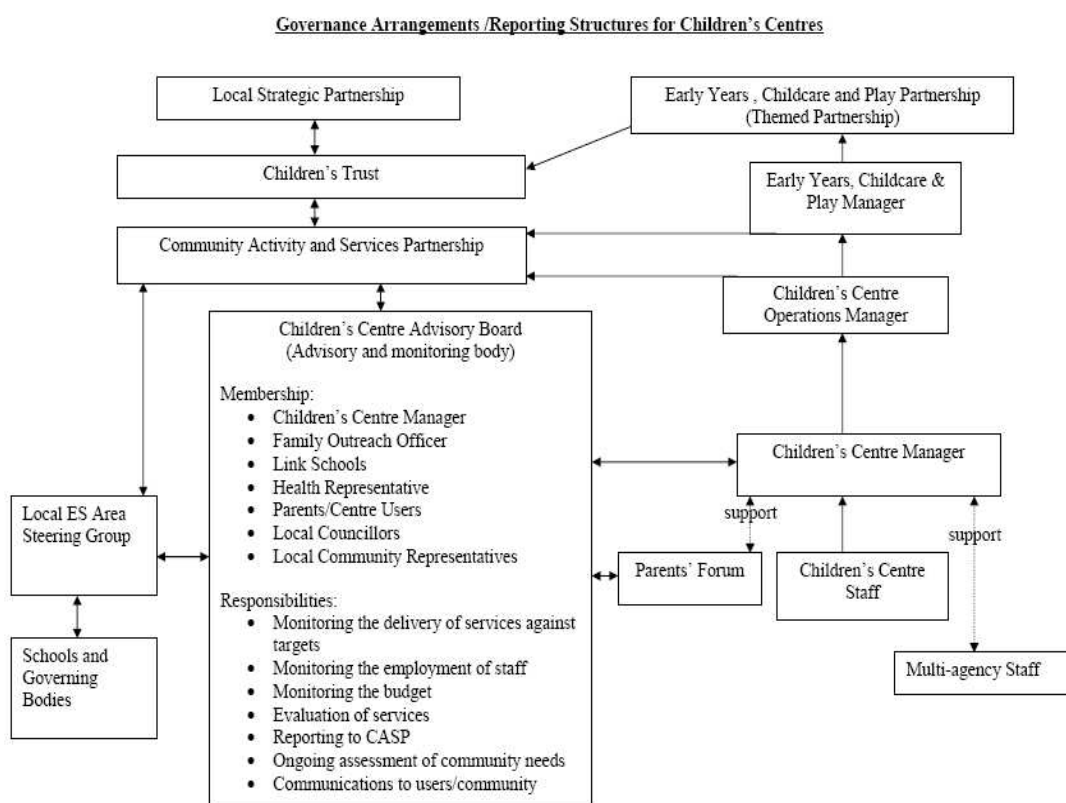 Governance Arrangements /Reporting Structures for Children’s Centres
Local Strategic Partnership
Early Years , Childcare and Play Partnership
(Themed Partnership)
Children’s Trust
Early Years, Childcare &
Play Manager
Community Activity and Services Partnership
Children’s Centre
Operations Manager
Children’s Centre Advisory Board
(Advisory and monitoring body)
Membership:
• Children’s Centre Manager
• Family Outreach Officer
• Link Schools
• Health Representative
• Parents/Centre Users
• Local Councillors
• Local Community Representatives
Responsibilities:
• Monitoring the delivery of services against
targets
• Monitoring the employment of staff
• Monitoring the budget
• Evaluation of services
• Reporting to CASP
• Ongoing assessment of community needs
• Communications to users/community
Children’s Centre Manager
support
support
Local ES Area
Steering Group
Parents’ Forum
Children’s Centre
Staff
Schools and
Governing
Bodies
Multi-agency Staff